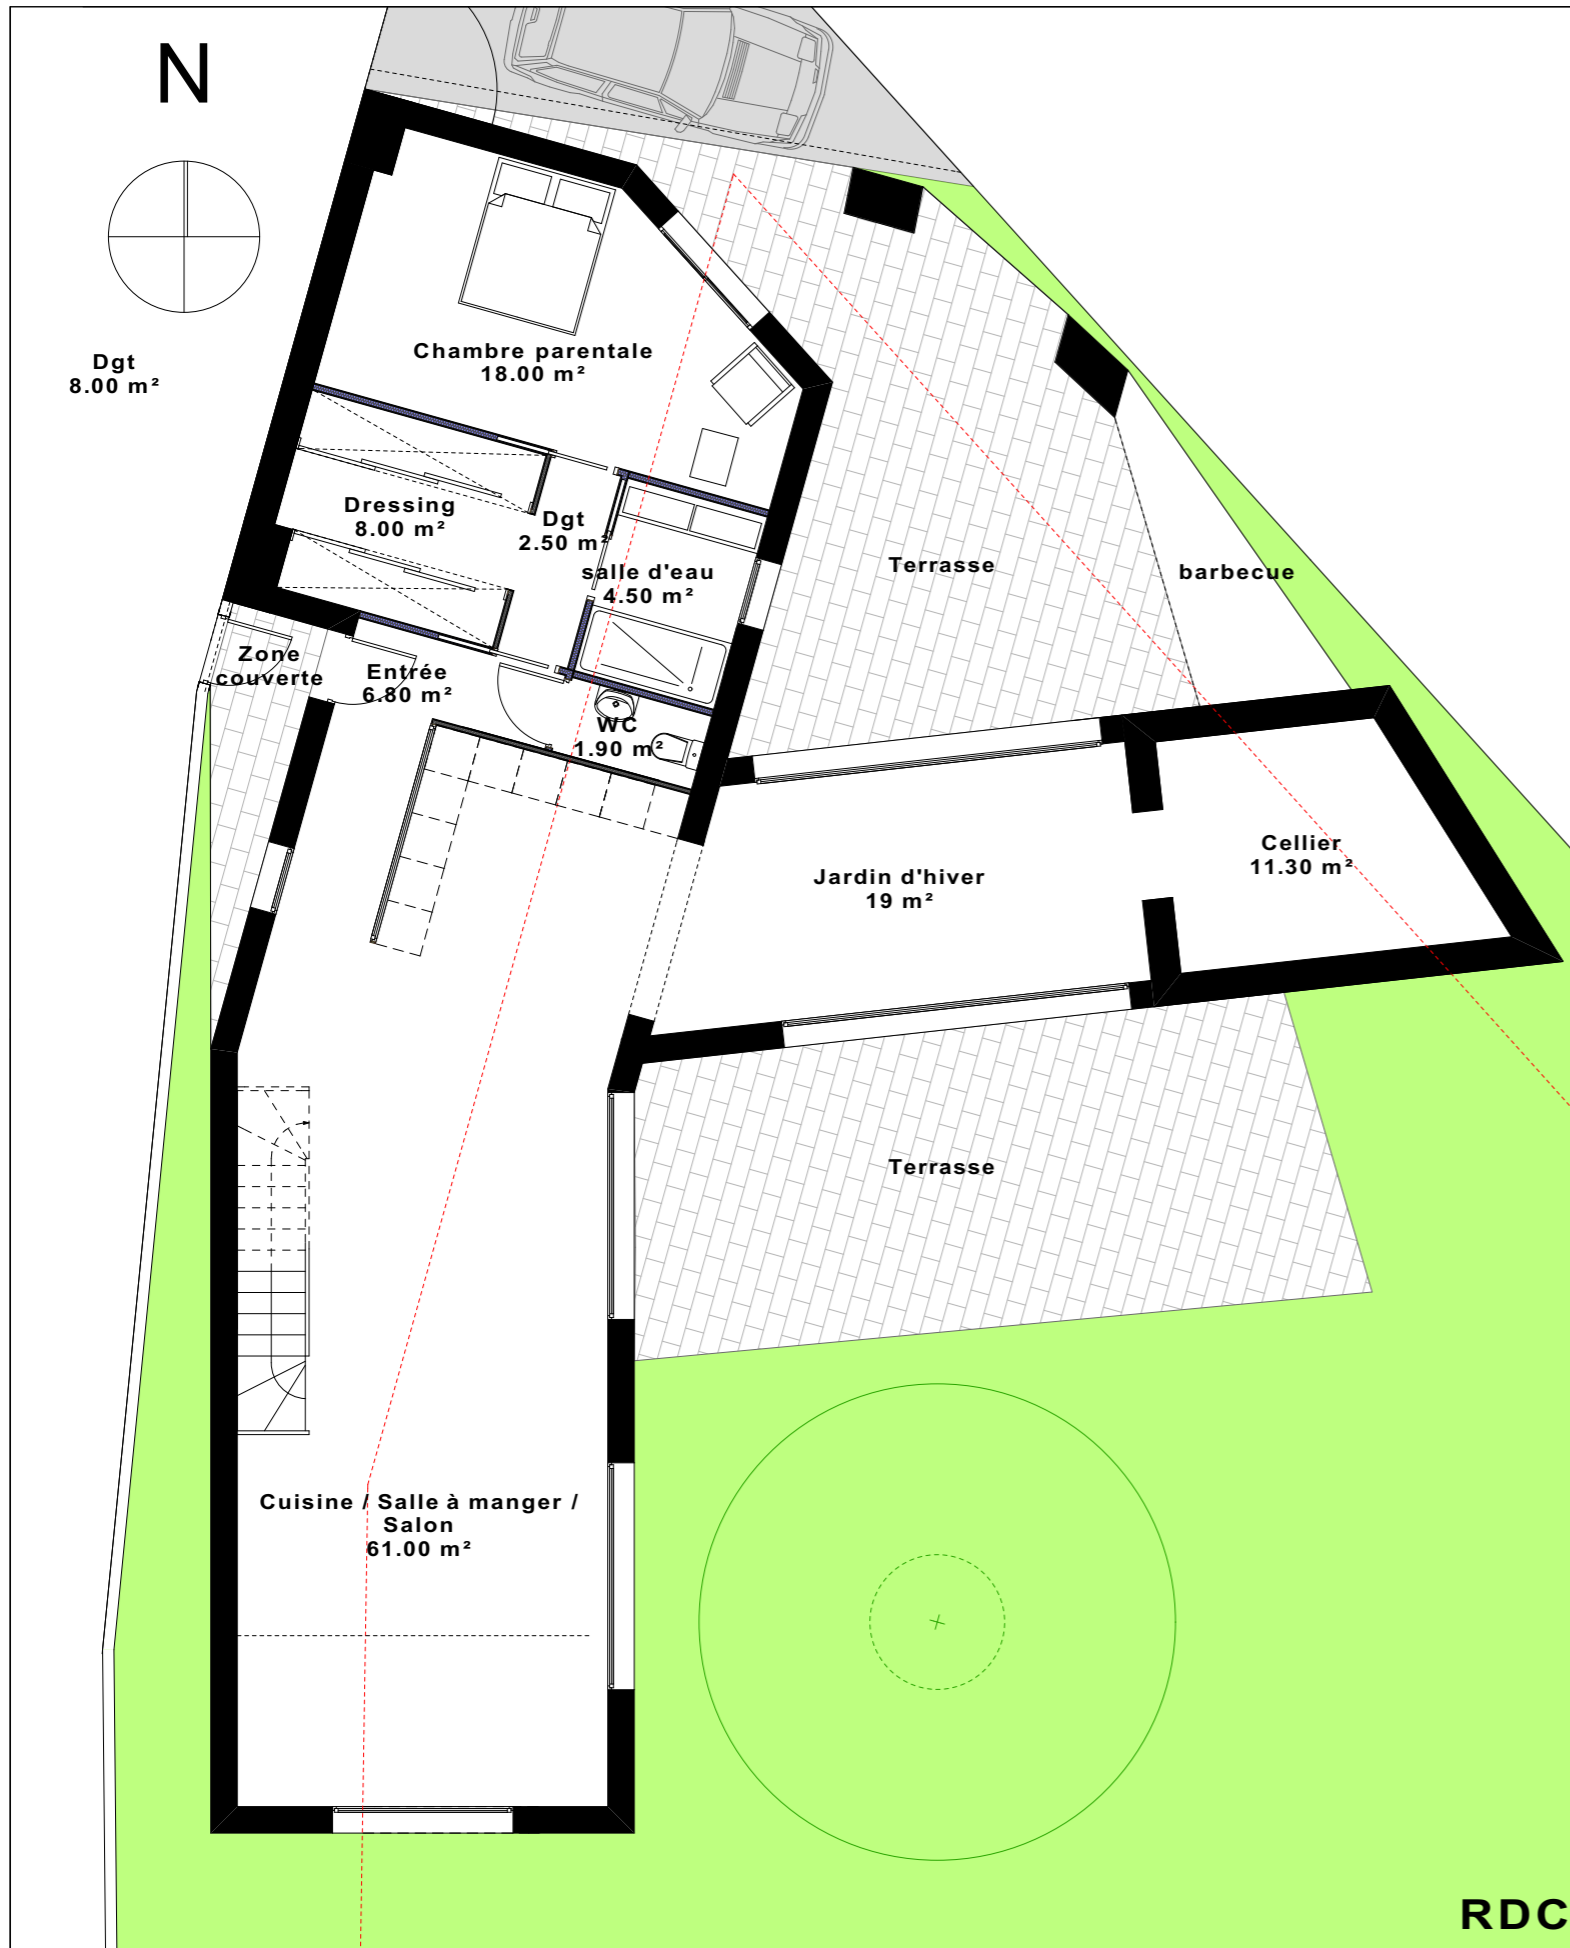 N
Dgt
8.00 m²
Chambre parentale
18.00 m²
Dressing
8.00 m²
Dgt
2.50 m²
salle d'eau
4.50 m²
Terrasse
barbecue
Zone
couverte
Entrée
6.80 m²
WC
1.90 m²
Jardin d'hiver
19 m²
Cellier
11.30 m²
Terrasse
Cuisine / Salle à manger /
Salon
61.00 m²
RDC